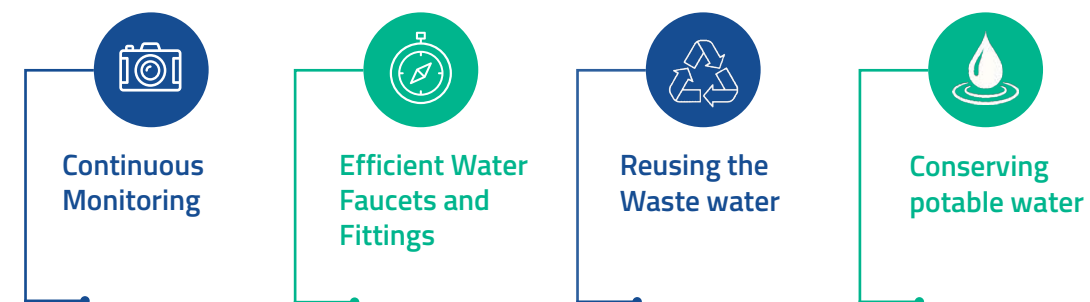 Continuous
Monitoring
Efficient Water
Faucets and
Fittings
Reusing the
Waste water
Conserving
potable water